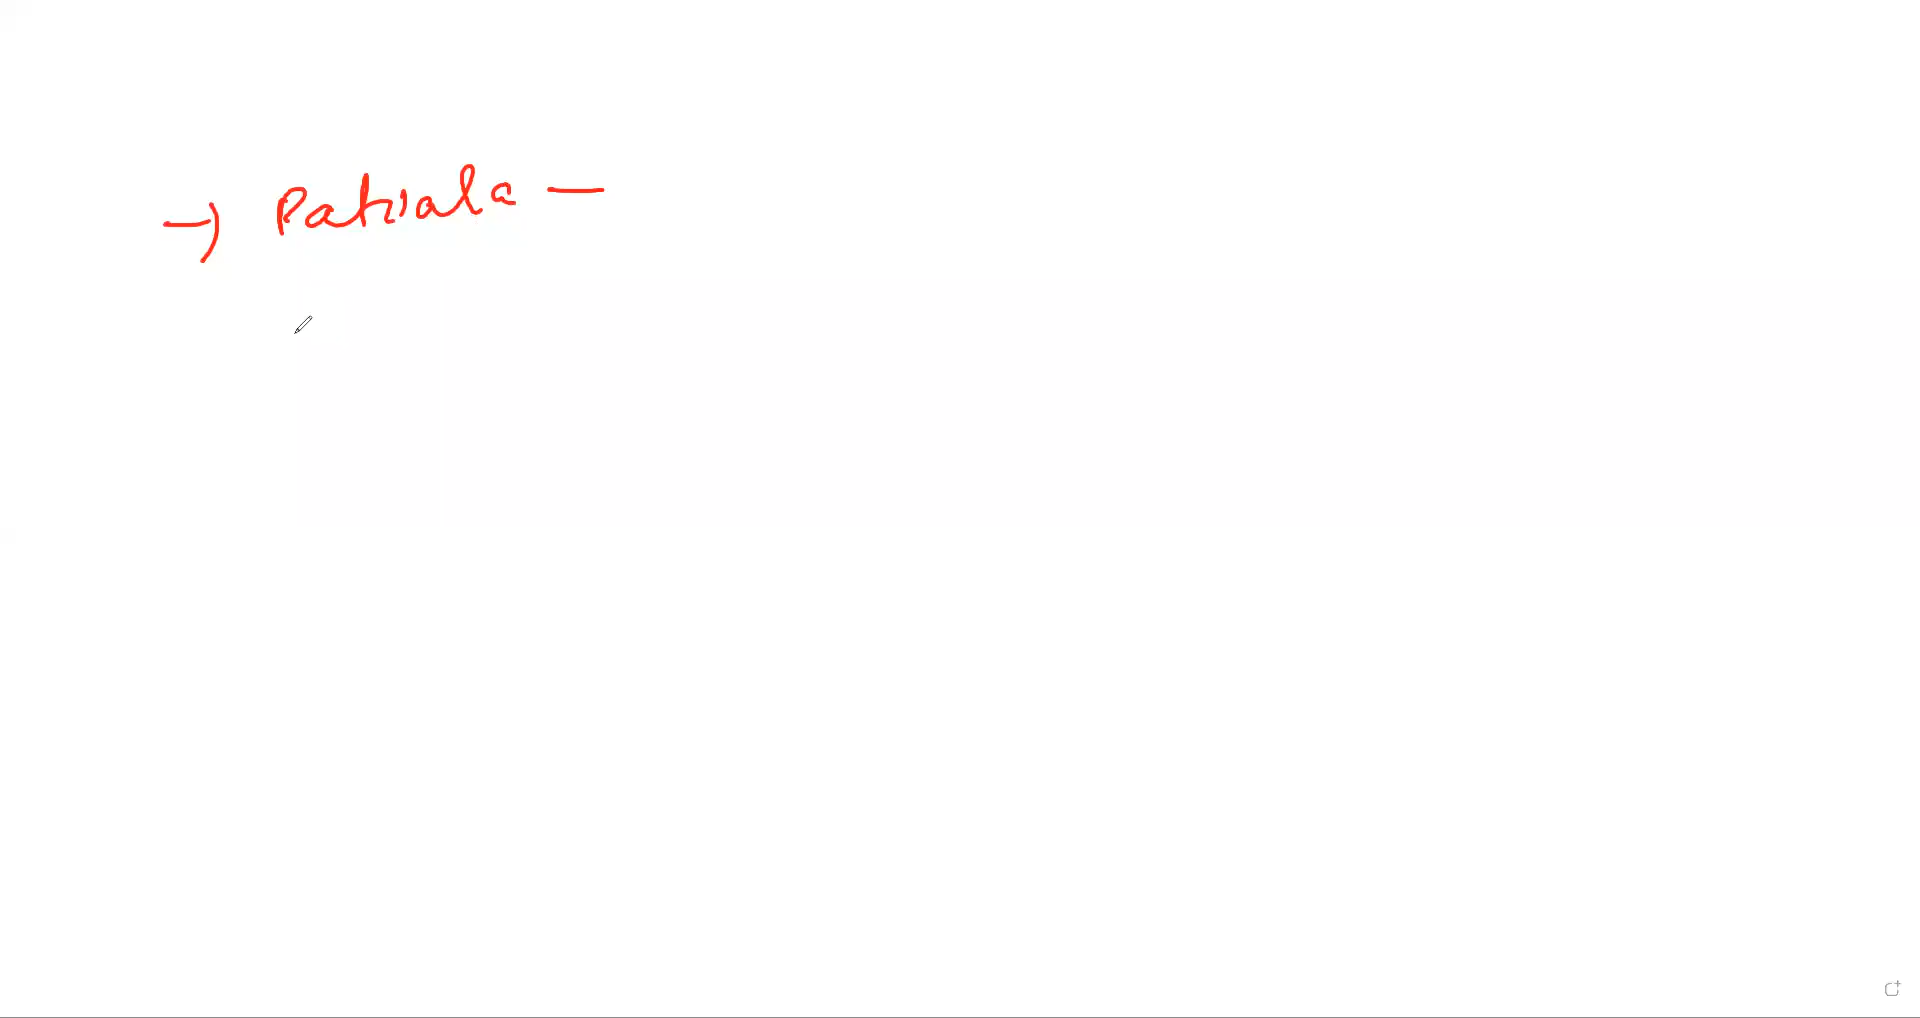 → Patiala —